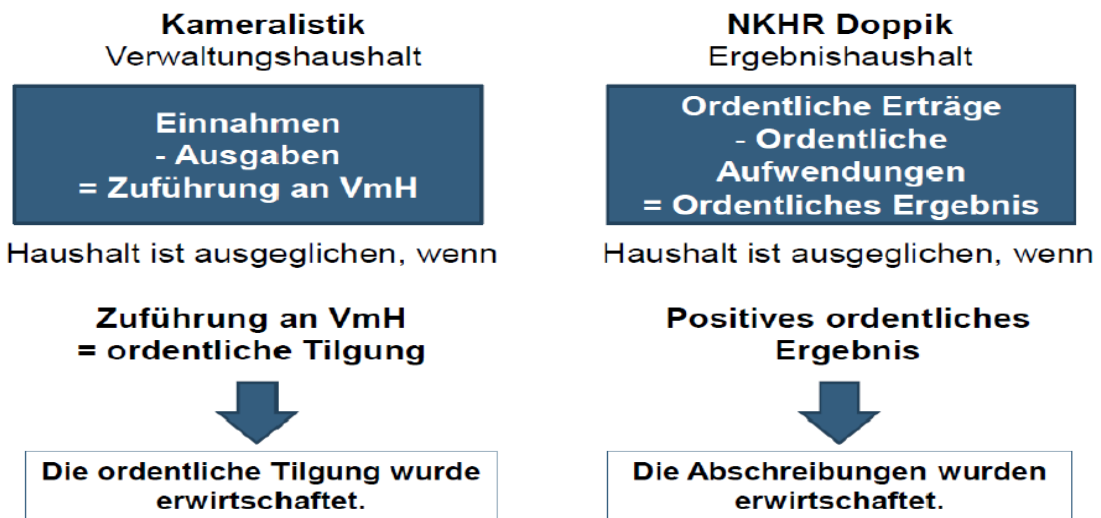 Kameralistik
Verwaltungshaushalt
Einnahmen
- Ausgaben
= Zuführung an VmH
Haushalt ist ausgeglichen, wenn
Zuführung an VmH
= ordentliche Tilgung
Die ordentliche Tilgung wurde
erwirtschaftet.
NKHR Doppik
Ergebnishaushalt
Ordentliche Erträge
- Ordentliche
Aufwendungen
= Ordentliches Ergebnis
Haushalt ist ausgeglichen, wenn
Positives ordentliches
Ergebnis
Die Abschreibungen wurden
erwirtschaftet.